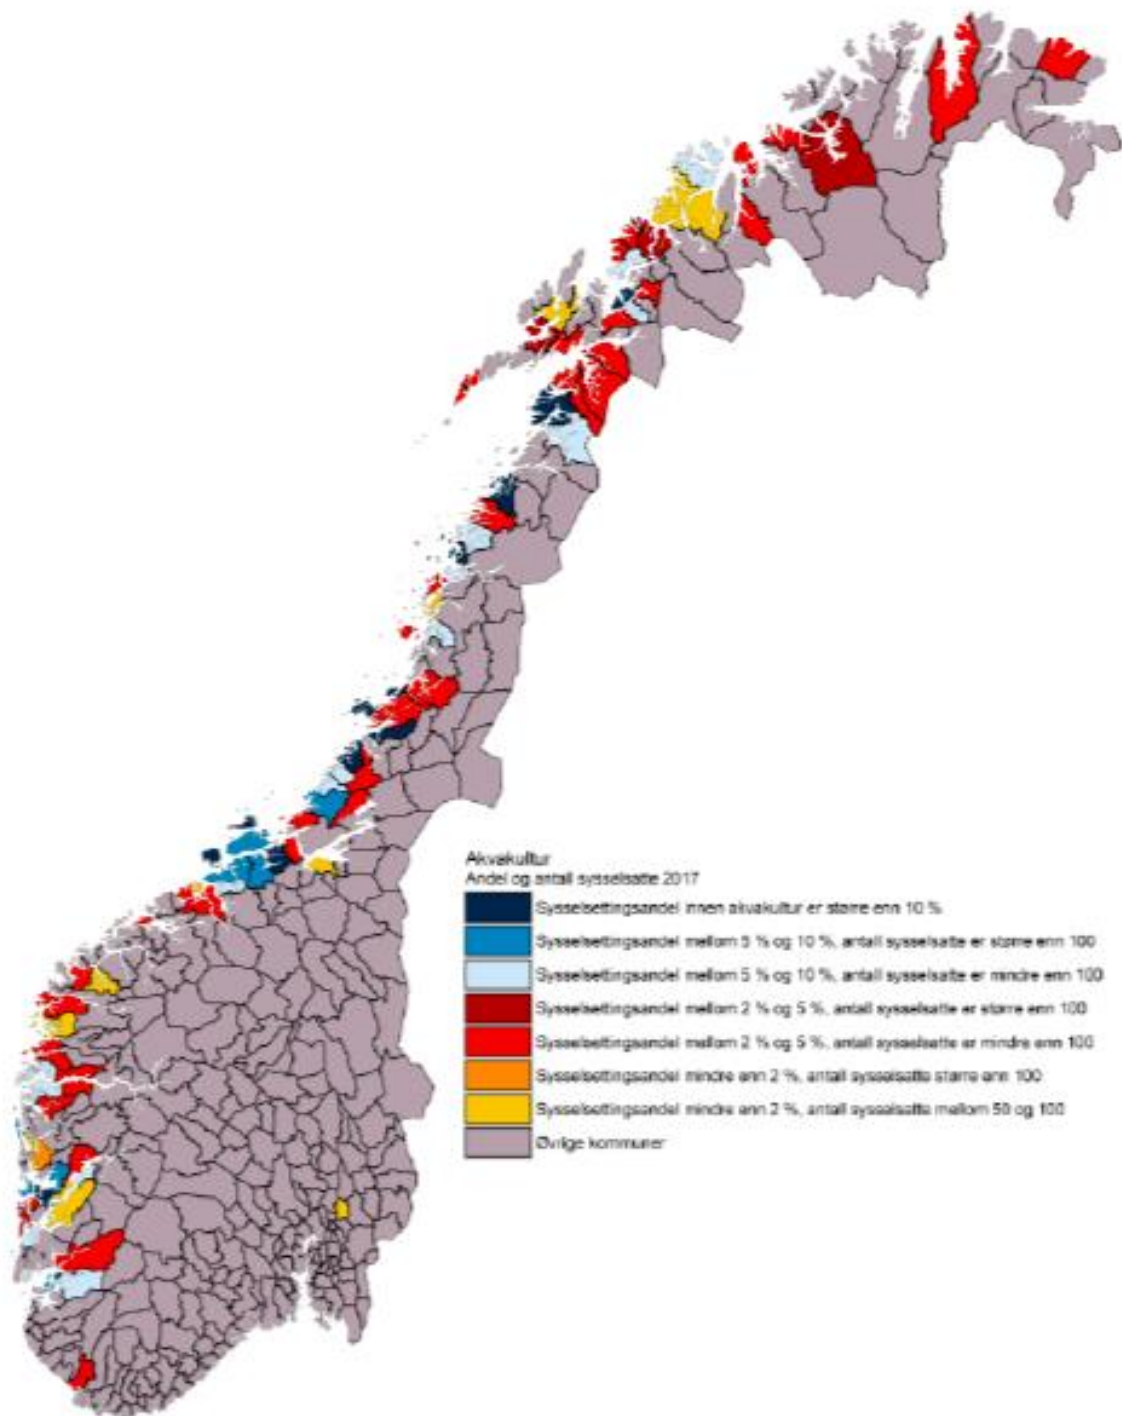 Akvakultur
Andel og antall sysselsatte 2017
Sysselsettingsandel innen akvakultur er større enn 10 %
Sysselsettingsandel mellom 5 % og 10 %, antall sysselsatte er større enn 100
Sysselsettingsandel mellom 5 % og 10 %, antall sysselsatte er mindre enn 100
Sysselsettingsandel mellom 2 % og 5 %, antall sysselsatte er større enn 100
Sysselsettingsandel mellom 2 % og 5 %, antall sysselsatte er mindre enn 100
Sysselsettingsandel mindre enn 2 %, antall sysselsatte større enn 100
Sysselsettingsandel mindre enn 2 %, antall sysselsatte mellom 50 og 100
Øvrige kommuner